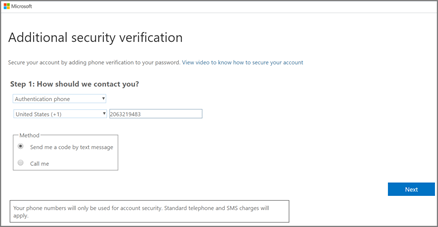 Microsoft
Additional security verification
Secure your account by adding phone verification to your password. View video to know how to secure your account
Step 1: How should we contact you?
Authentication phone
United States (+1) 2063219483
Method
Send me a code by text message
Call me
Next
Your phone numbers will only be used for account security. Standard telephone and SMS charges will
apply.